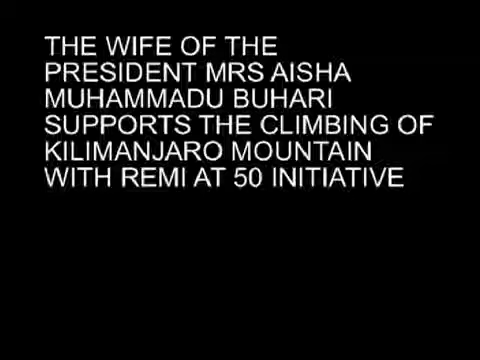 THE WIFE OF THE
PRESIDENT MRS AISHA
MUHAMMADU BUHARI
SUPPORTS THE CLIMBING OF
KILIMANJARO MOUNTAIN
WITH REMI AT 50 INITIATIVE